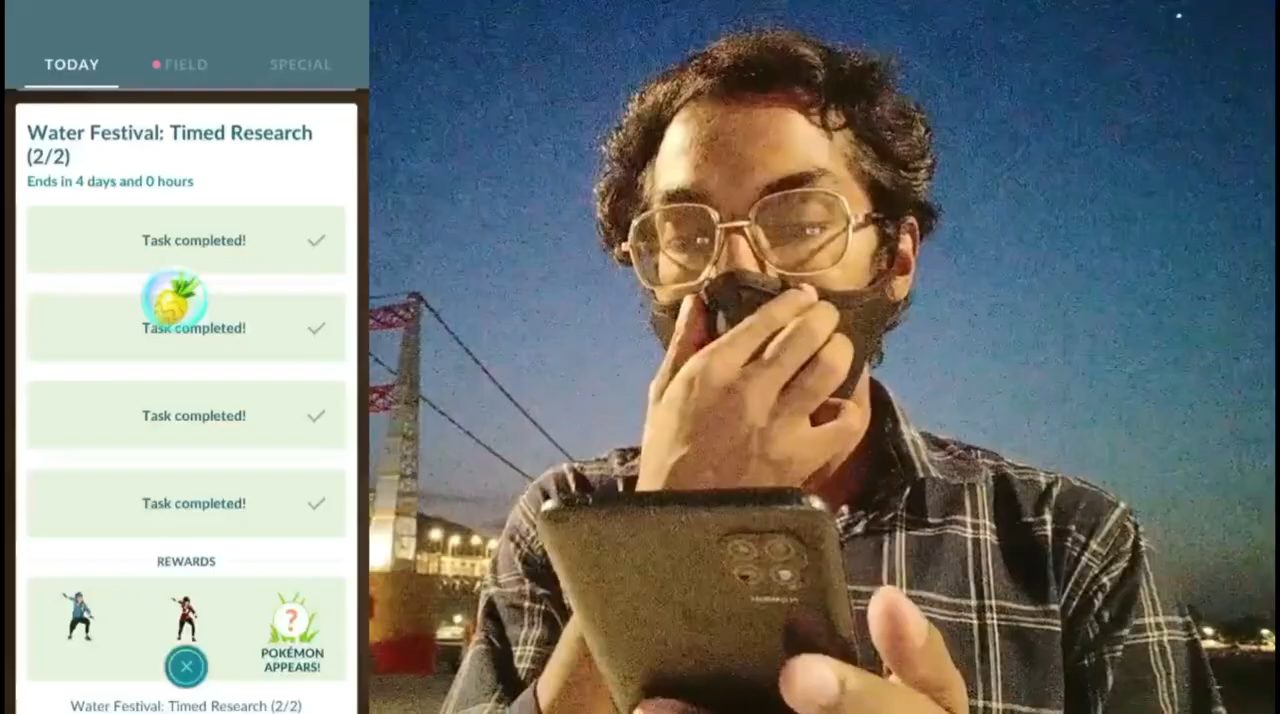 TODAY
FIELD
SPECIAL
Water Festival: Timed Research
(2/2)
Ends in 4 days and 0 hours
Task completed!
Task completed!
Task completed!
Task completed!
REWARDS
?
POKÉMON
APPEARS!
Water Festival: Timed Research (2/2)